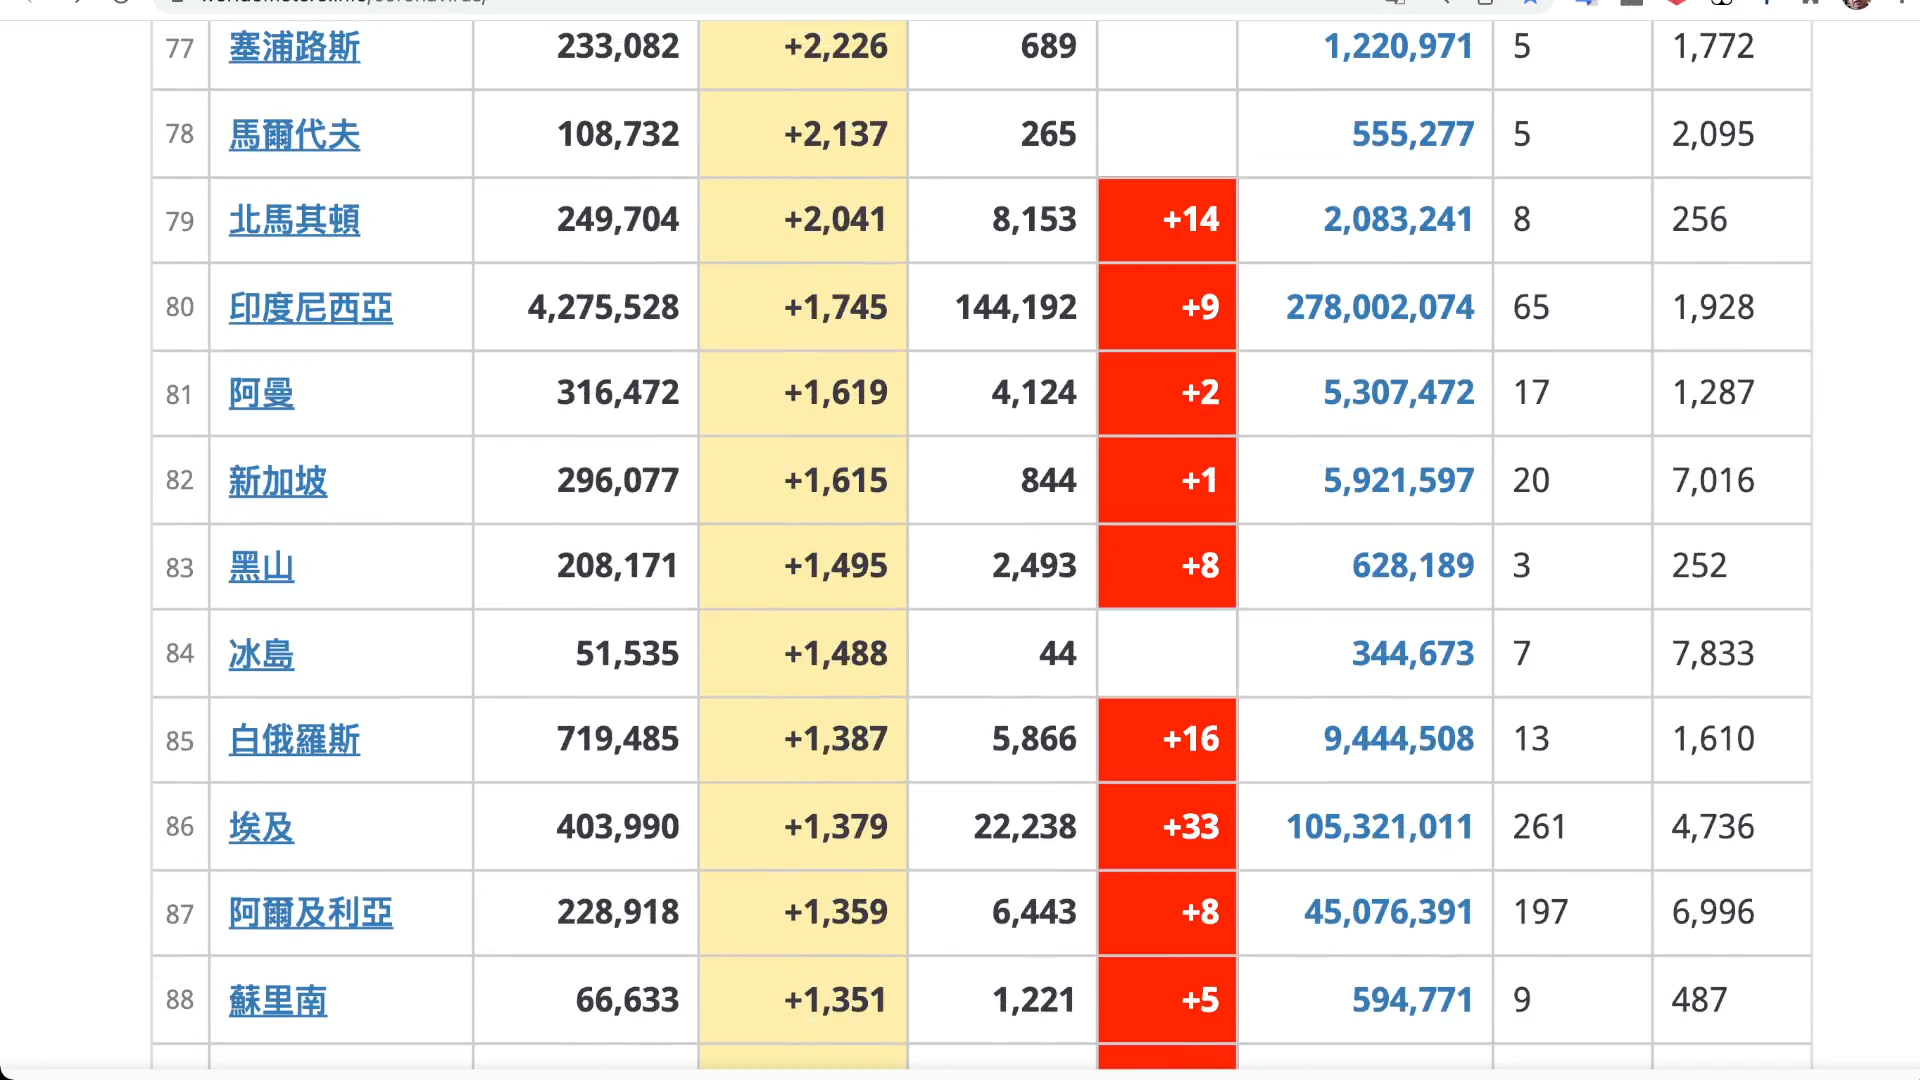 77 塞浦路斯 233,082 +2,226 689 1,220,971 5 1,772
78 馬爾代夫 108,732 +2,137 265 555,277 5 2,095
79 北馬其頓 249,704 +2,041 8,153 +14 2,083,241 8 256
80 印度尼西亞 4,275,528 +1,745 144,192 +9 278,002,074 65 1,928
81 阿曼 316,472 +1,619 4,124 +2 5,307,472 17 1,287
82 新加坡 296,077 +1,615 844 +1 5,921,597 20 7,016
83 黑山 208,171 +1,495 2,493 +8 628,189 3 252
84 冰島 51,535 +1,488 44 344,673 7 7,833
85 白俄羅斯 719,485 +1,387 5,866 +16 9,444,508 13 1,610
86 埃及 403,990 +1,379 22,238 +33 105,321,011 261 4,736
87 阿爾及利亞 228,918 +1,359 6,443 +8 45,076,391 197 6,996
88 蘇里南 66,633 +1,351 1,221 +5 594,771 9 487